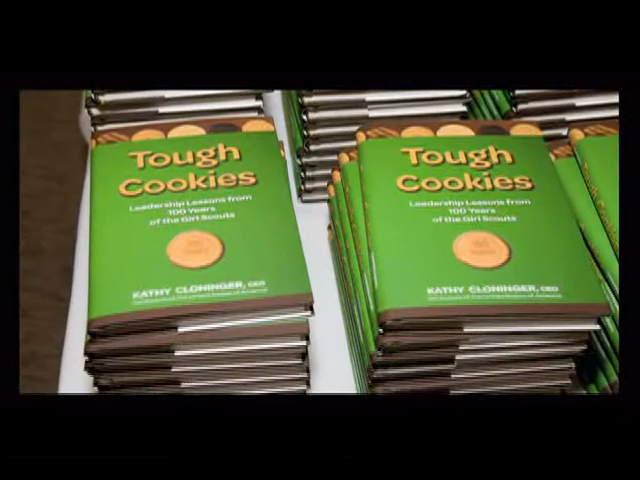 Tough
Cookies
Leadership Lessons from
100 Years
of the Girl Scouts
KATHY CLONINGER, CEO
Tough
Cookies
Leadership Lessons from
100 Years
of the Girl Scouts
KATHY CLONINGER, CEO